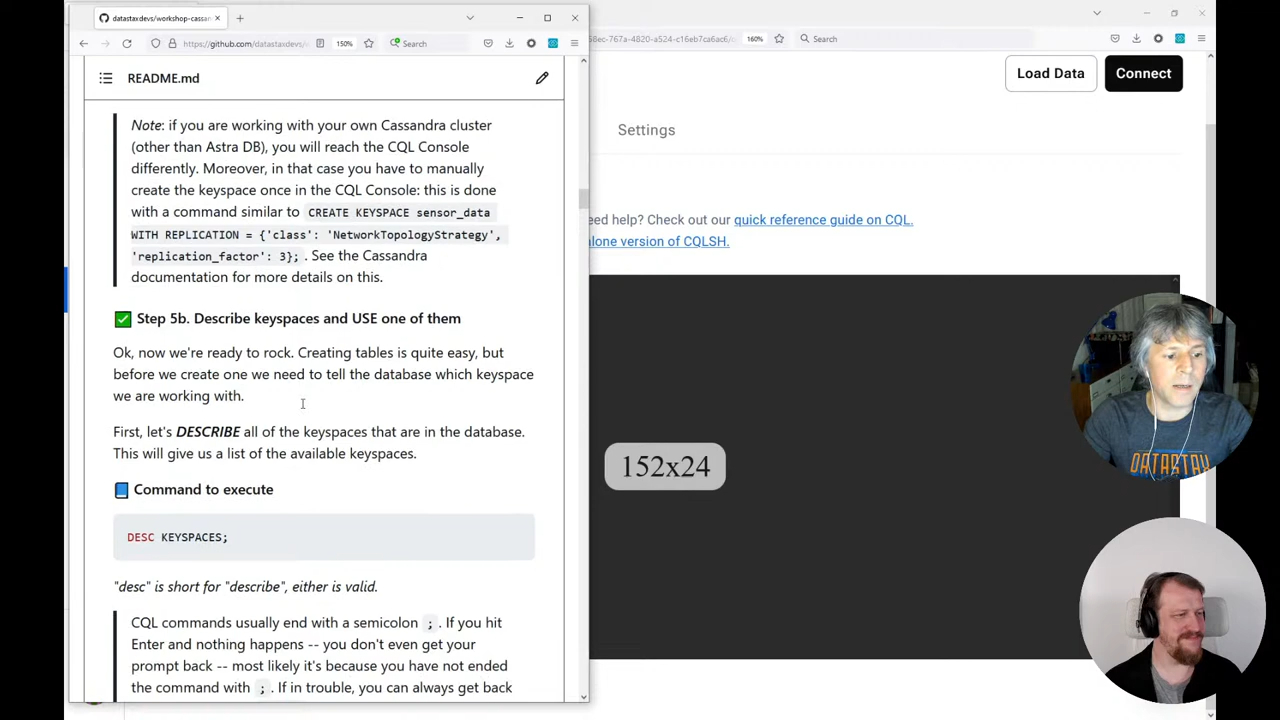 datastaxdevs/workshop-cassan
https://github.com/datastaxdevs/w
150%
Search
58ec-767a-4820-a524-c16eb7ca6ac6/
160%
Search
README.md
Load Data
Connect
Settings
Note: if you are working with your own Cassandra cluster
(other than Astra DB), you will reach the CQL Console
differently. Moreover, in that case you have to manually
create the keyspace once in the CQL Console: this is done
with a command similar to CREATE KEYSPACE sensor_data
WITH REPLICATION = {'class': 'NetworkTopologyStrategy',
'replication_factor': 3}; . See the Cassandra
documentation for more details on this.
eed help? Check out our quick reference guide on CQL.
alone version of CQLSH.
Step 5b. Describe keyspaces and USE one of them
Ok, now we're ready to rock. Creating tables is quite easy, but
before we create one we need to tell the database which keyspace
we are working with.
First, let's DESCRIBE all of the keyspaces that are in the database.
This will give us a list of the available keyspaces.
152x24
Command to execute
DESC KEYSPACES;
"desc" is short for "describe", either is valid.
CQL commands usually end with a semicolon ; . If you hit
Enter and nothing happens -- you don't even get your
prompt back -- most likely it's because you have not ended
the command with ; . If in trouble, you can always get back
DATASTAX